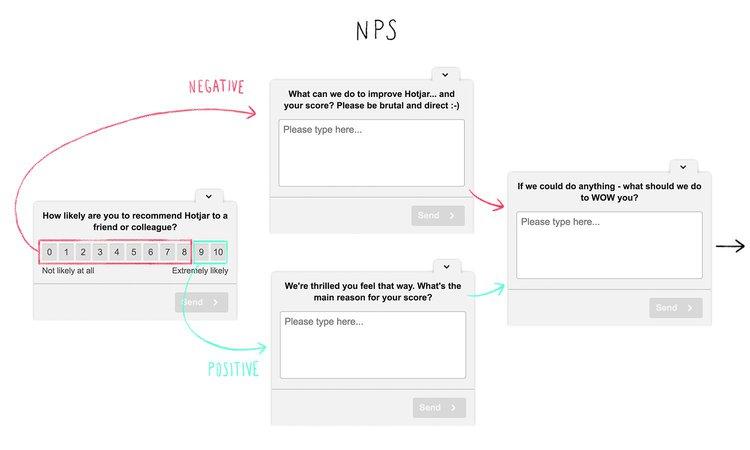 NPS
NEGATIVE
What can we do to improve Hotjar... and
your score? Please be brutal and direct :-)
Please type here...
Send
How likely are you to recommend Hotjar to a
friend or colleague?
0 1 2 3 4 5 6 7 8 9 10
Not likely at all Extremely likely
Send
POSITIVE
We're thrilled you feel that way. What's the
main reason for your score?
Please type here...
Send
If we could do anything - what should we do
to WOW you?
Please type here...
Send